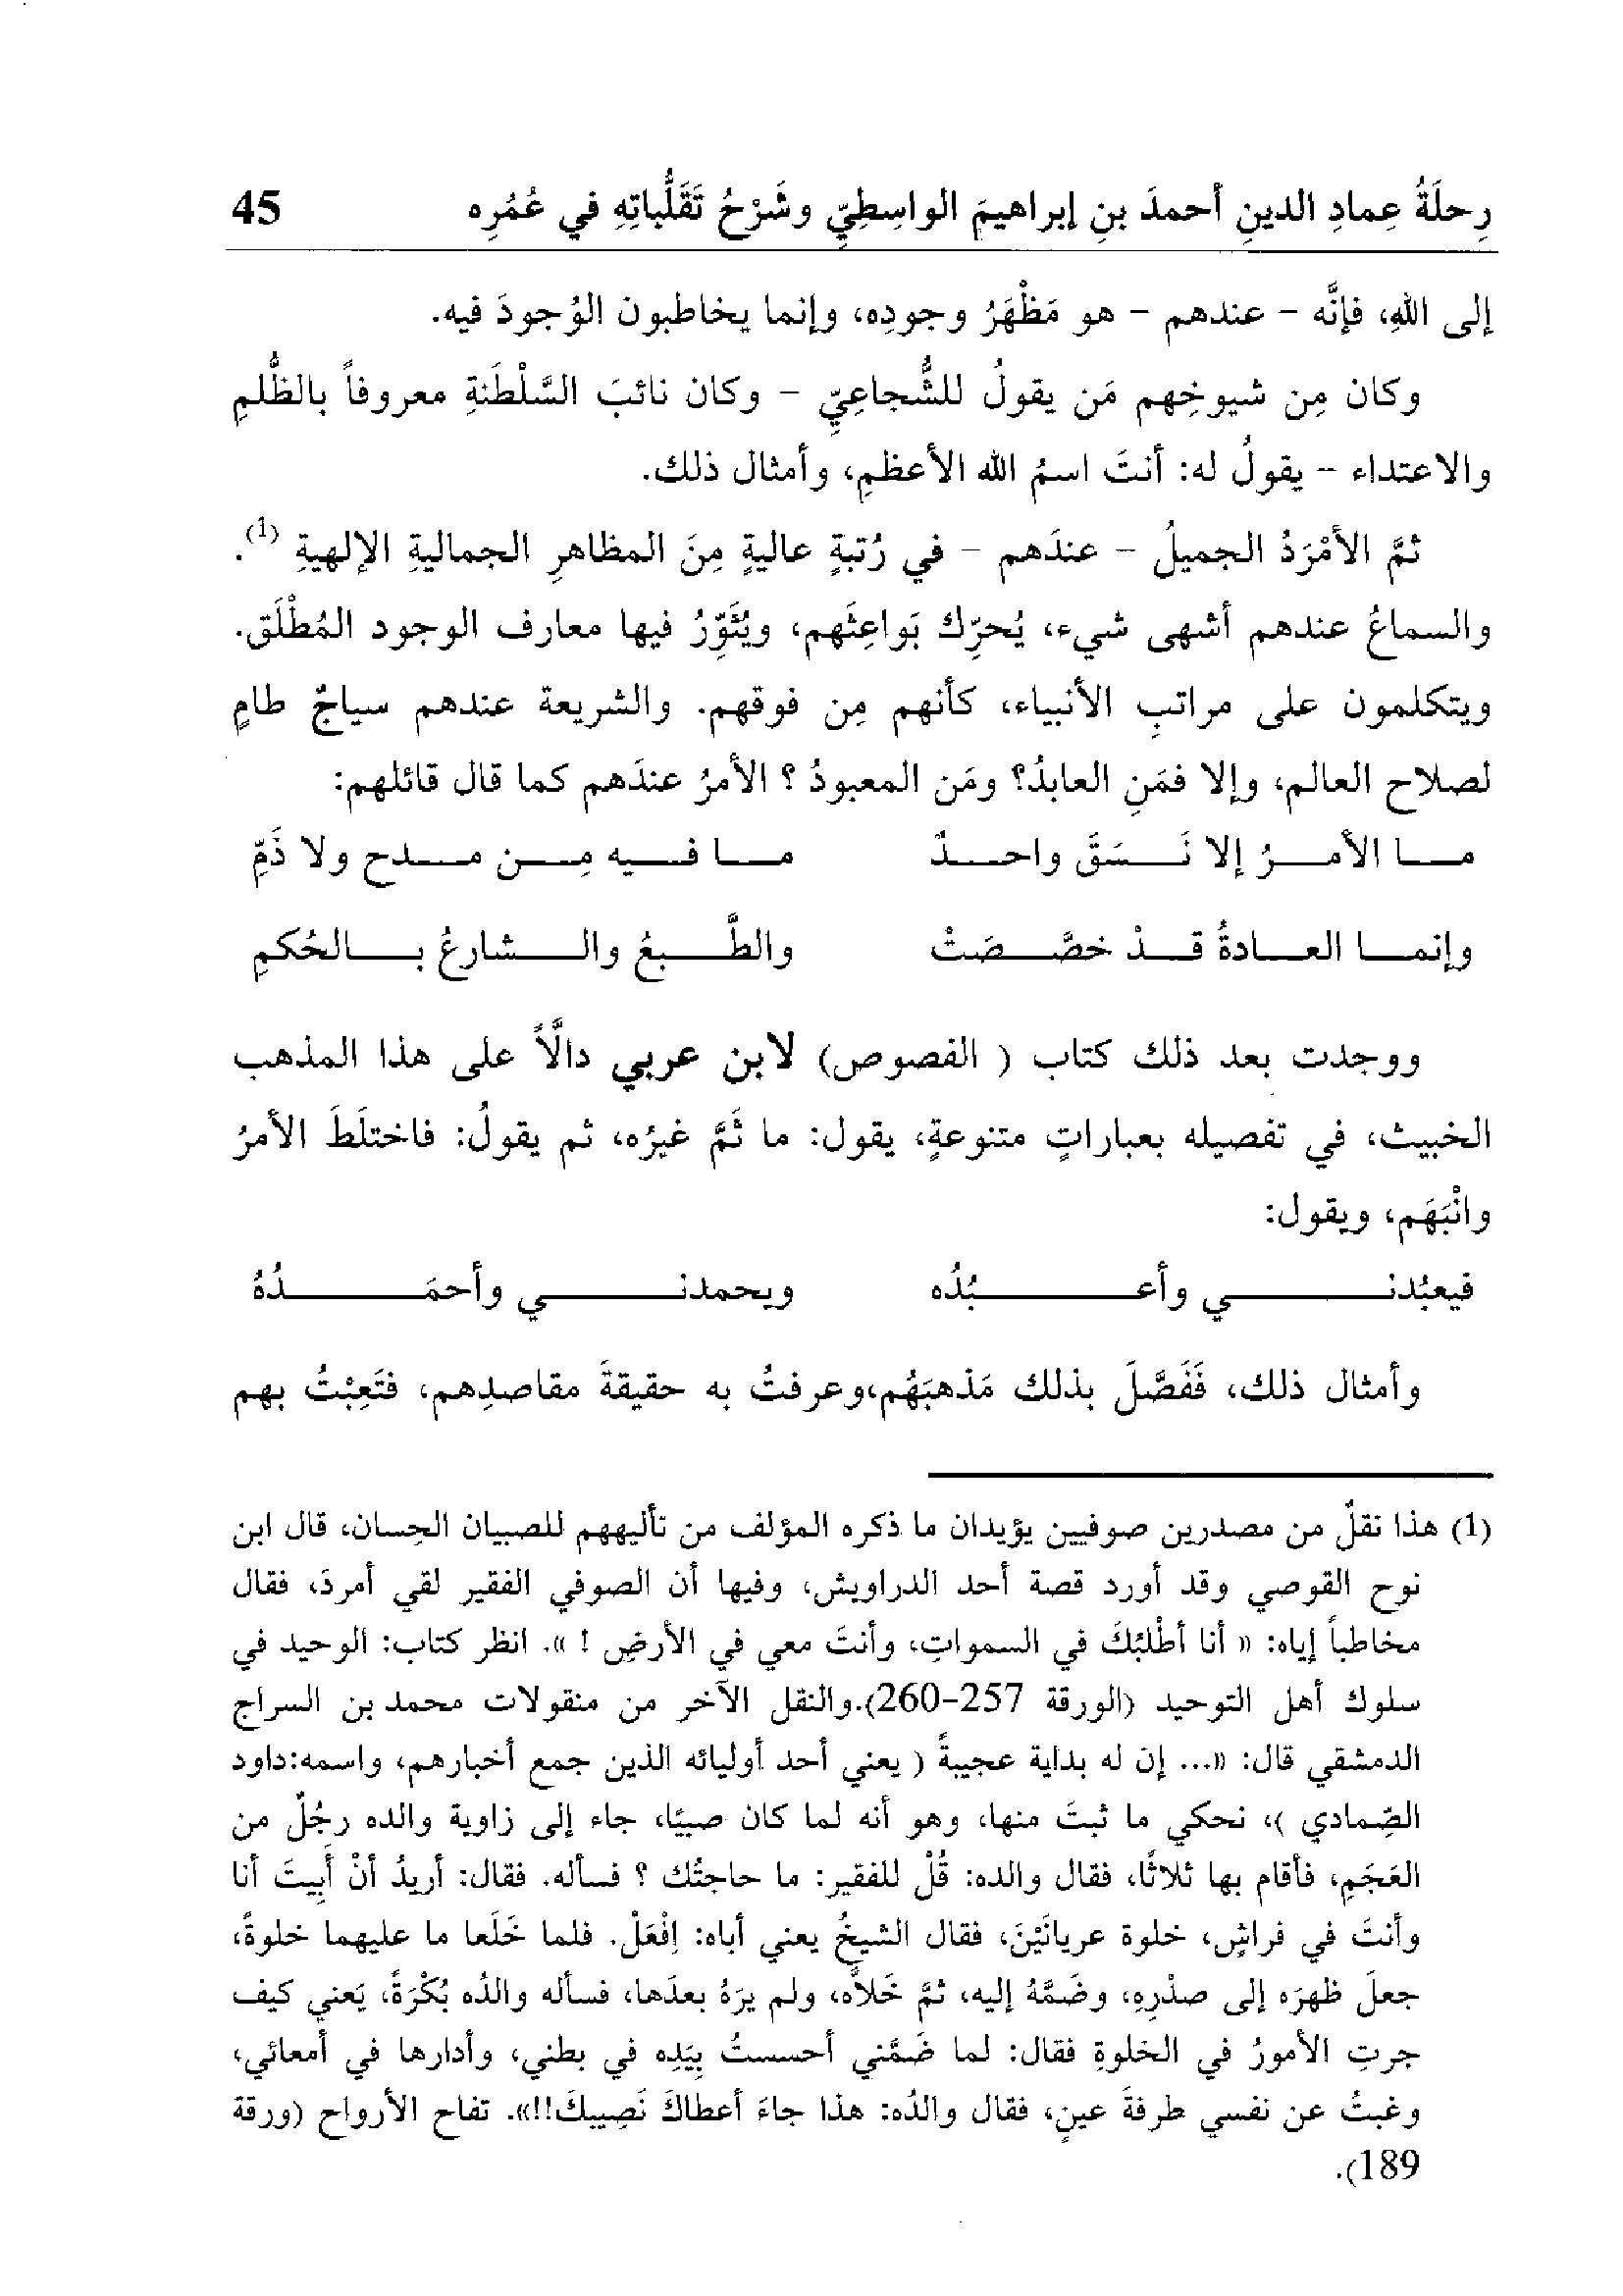 رِحلَةُ عِمادِ الدينِ أحمدَ بنِ إبراهيمَ الواسِطِيِّ وشَرْحُ تَقَلُّباتِهِ في عُمُرِه 45
إلى اللهِ، فإنَّه - عندهم - هو مَظْهَرُ وجودِه، وإنما يخاطبون الوُجودَ فيه.
وكان مِن شيوخِهم مَن يقولُ للشُّجاعِيِّ - وكان نائبَ السَّلْطَنةِ معروفاً بالظُّلمِ
والاعتداء - يقولُ له: أنتَ اسمُ الله الأعظمِ، وأمثال ذلك.
ثمَّ الأمْرَدُ الجميلُ - عندَهم - في رُتبةٍ عاليةٍ مِنَ المظاهرِ الجماليةِ الإلهيةِ (1).
والسماعُ عندهم أشهى شيء، يُحرِّك بَواعِثَهم، ويُثَوِّرُ فيها معارف الوجود المُطْلَق.
ويتكلمون على مراتبِ الأنبياء، كأنهم مِن فوقهم. والشريعة عندهم سياجٌ طامٍ
لصلاح العالم، وإلا فمَنِ العابدُ؟ ومَن المعبودُ ؟ الأمرُ عندَهم كما قال قائلهم:
مـا الأمـرُ إلا نَـسَقَ واحـدٌ مـا فـيه مِـن مـدح ولا ذَمِّ
وإنمـا العـادةُ قـدْ خصَّـصَتْ والطَّـبعُ والـشارعُ بـالحُكمِ
ووجدت بعد ذلك كتاب ( الفصوص) لابن عربي دالَّاً على هذا المذهب
الخبيث، في تفصيله بعباراتٍ متنوعةٍ، يقول: ما ثَمَّ غيرُه، ثم يقولُ: فاختلَطَ الأمرُ
وانْبَهَم، ويقول:
فيعبُدنـي وأعـبُدُه ويحمدنـي وأحمَـدُهُ
وأمثال ذلك، فَفَصَّلَ بذلك مَذهبَهُم،وعرفتُ به حقيقةَ مقاصدِهم، فتَعِبْتُ بهم
(1) هذا نقلٌ من مصدرين صوفيين يؤيدان ما ذكره المؤلف من تأليههم للصبيان الحِسان، قال ابن
نوح القوصي وقد أورد قصة أحد الدراويش، وفيها أن الصوفي الفقير لقي أمردَ، فقال
مخاطباً إياه: « أنا أطْلبُكَ في السمواتِ، وأنتَ معي في الأرضِ ! ». انظر كتاب: الوحيد في
سلوك أهل التوحيد (الورقة 257-260).والنقل الآخر من منقولات محمد بن السراج
الدمشقي قال: «... إن له بداية عجيبةً ( يعني أحد أوليائه الذين جمع أخبارهم، واسمه:داود
الصِّمادي )، نحكي ما ثبتَ منها، وهو أنه لما كان صبيًا، جاء إلى زاوية والده رجُلٌ من
العَجَمِ، فأقام بها ثلاثًا، فقال والده: قُلْ للفقير: ما حاجتُك ؟ فسأله. فقال: أريدُ أنْ أَبِيتَ أنا
وأنتَ في فراشٍ، خلوة عريانَيْنَ، فقال الشيخُ يعني أباه: إفْعَلْ. فلما خَلَعا ما عليهما خلوةً،
جعلَ ظهرَه إلى صدْرِهِ، وضَمَّهُ إليه، ثمَّ خَلاَّه، ولم يرَهُ بعدَها، فسأله والدُه بُكْرَةً، يَعني كيف
جرتِ الأمورُ في الخلوةِ فقال: لما ضَمَّني أحسستُ بِيَدِه في بطني، وأدارها في أمعائي،
وغبتُ عن نفسي طرفةَ عينٍ، فقال والدُه: هذا جاءَ أعطاكَ نَصِيبكَ!!». تفاح الأرواح (ورقة
189).